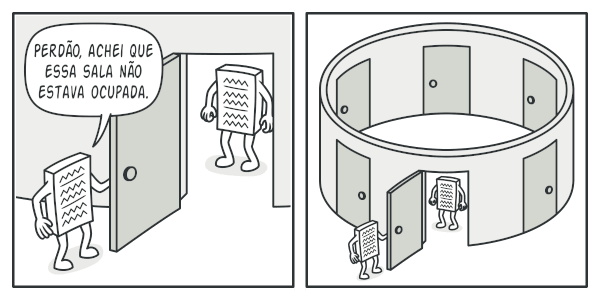 PERDÃO, ACHEI QUE
ESSA SALA NÃO
ESTAVA OCUPADA.